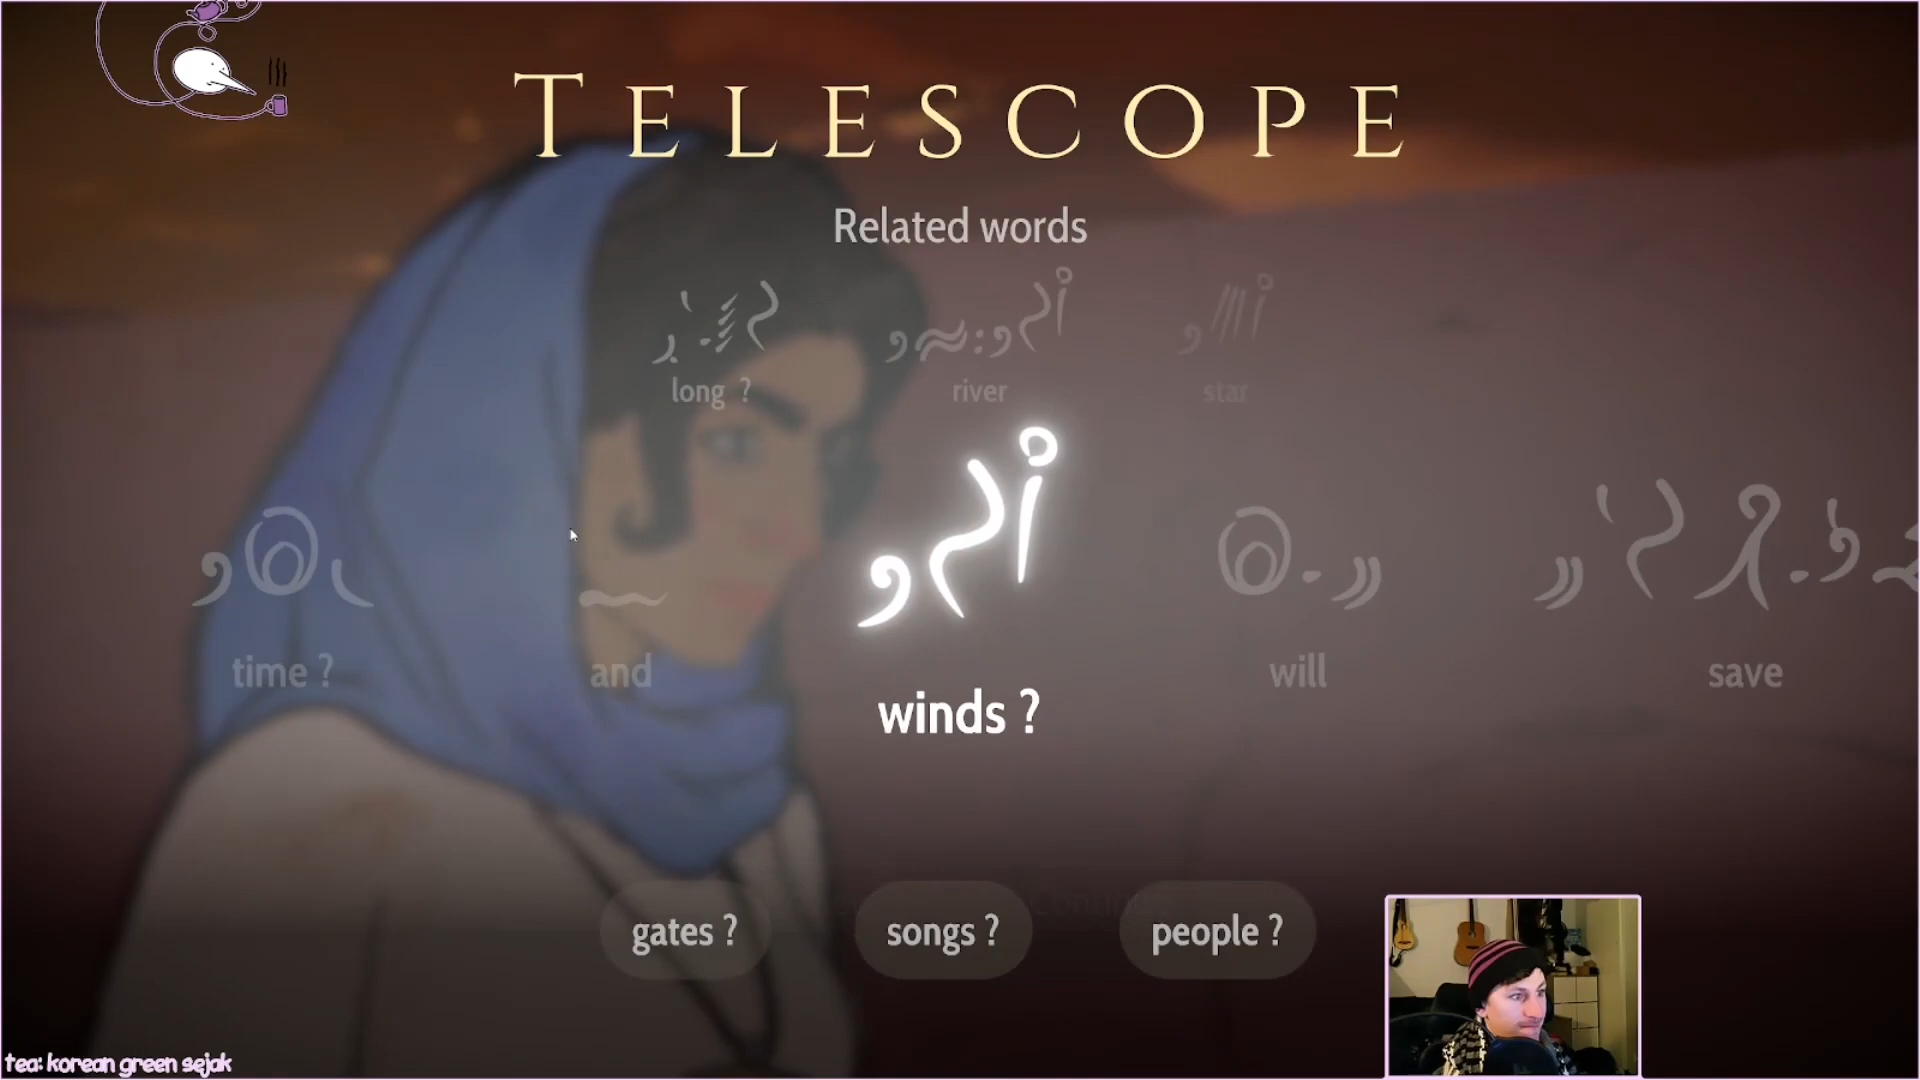 TELESCOPE
Related words
long ? river star
time ? and winds ? will save
gates ? songs ? people ?
tea: korean green sejak